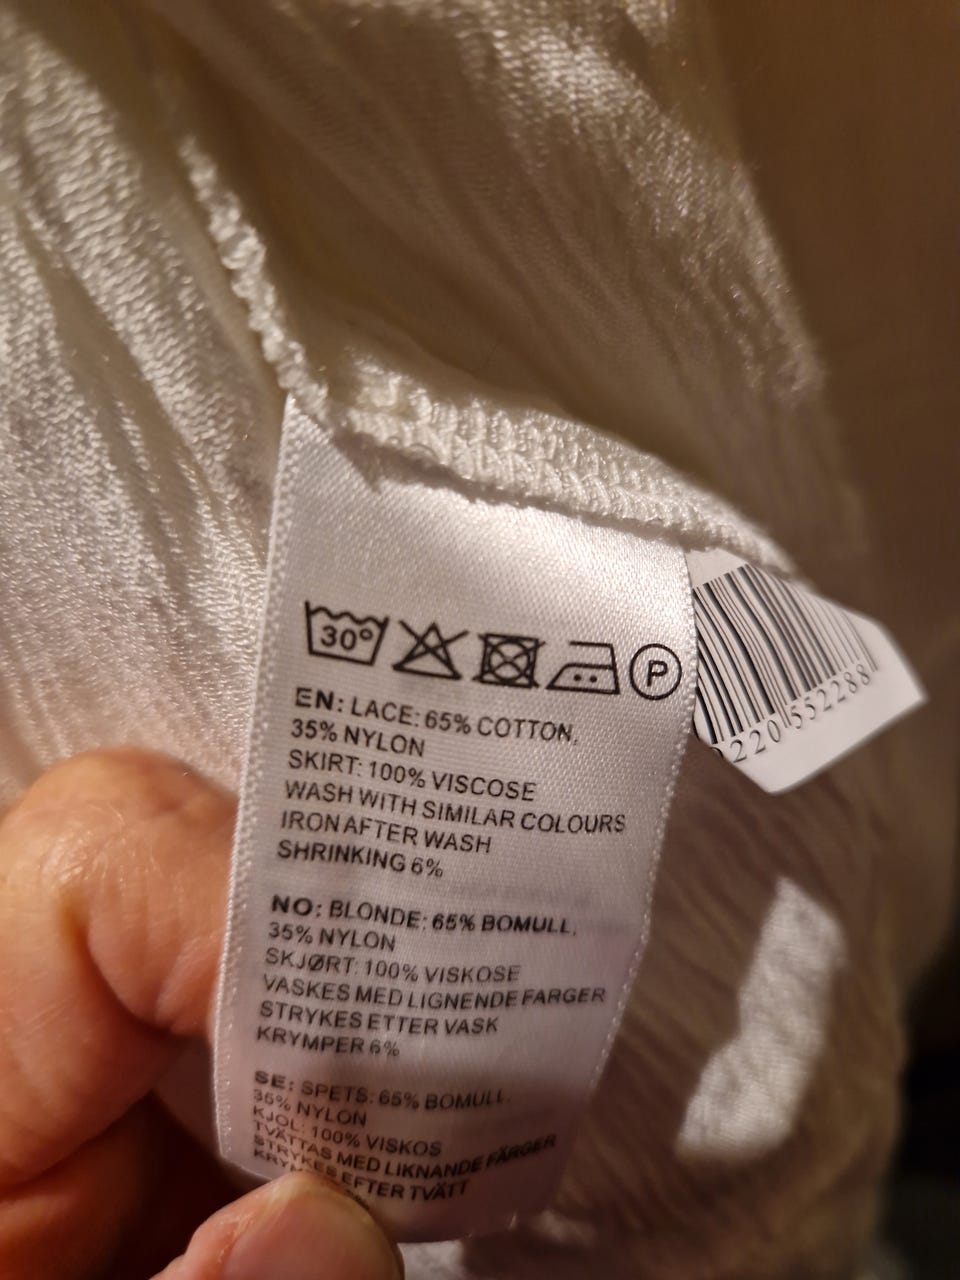 30°
P
EN: LACE: 65% COTTON,
35% NYLON
SKIRT: 100% VISCOSE
WASH WITH SIMILAR COLOURS
IRON AFTER WASH
SHRINKING 6%
NO: BLONDE: 65% BOMULL,
35% NYLON
SKJØRT: 100% VISKOSE
VASKES MED LIGNENDE FARGER
STRYKES ETTER VASK
KRYMPER 6%
SE: SPETS: 65% BOMULL.
35% NYLON
KJOL: 100% VISKOS
TVÄTTAS MED LIKNANDE FÄRGER
STRYKES EFTER TVÄTT
220 552288